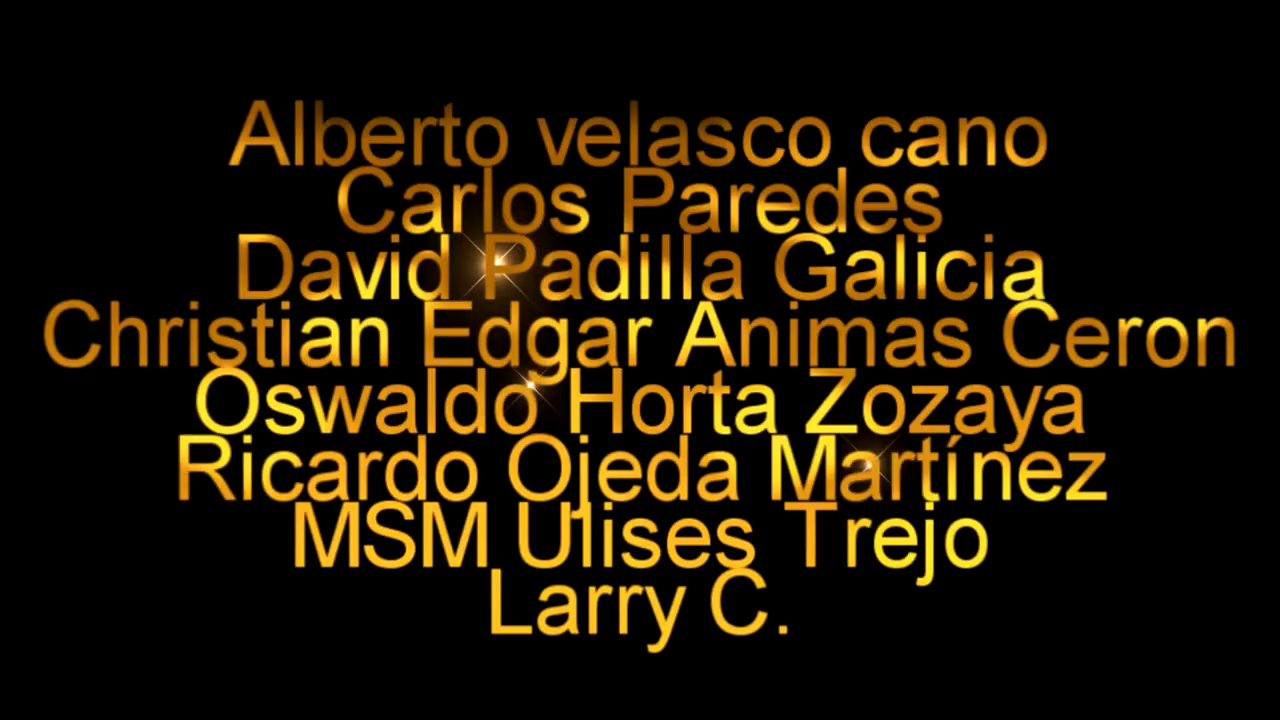 Alberto velasco cano
Carlos Paredes
David Padilla Galicia
Christian Edgar Animas Ceron
Oswaldo Horta Zozaya
Ricardo Ojeda Martínez
MSM Ulises Trejo
Larry C.